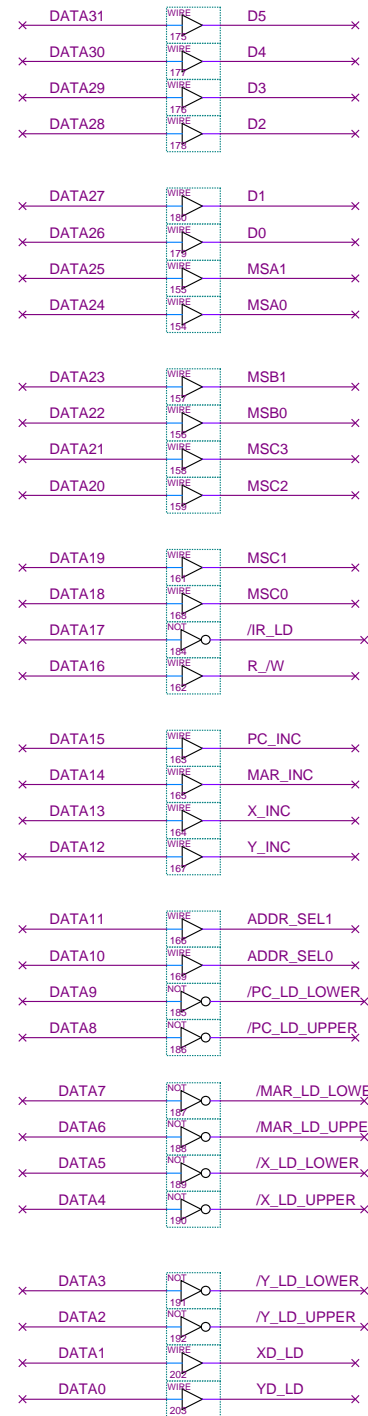 DATA31 WIRE 175 D5
DATA30 WIRE 177 D4
DATA29 WIRE 176 D3
DATA28 WIRE 178 D2
DATA27 WIRE 180 D1
DATA26 WIRE 179 D0
DATA25 WIRE 155 MSA1
DATA24 WIRE 154 MSA0
DATA23 WIRE 157 MSB1
DATA22 WIRE 156 MSB0
DATA21 WIRE 158 MSC3
DATA20 WIRE 159 MSC2
DATA19 WIRE 161 MSC1
DATA18 WIRE 163 MSC0
DATA17 NOT 184 /IR_LD
DATA16 WIRE 162 R_/W
DATA15 WIRE PC_INC
DATA14 WIRE 165 MAR_INC
DATA13 WIRE 164 X_INC
DATA12 WIRE 167 Y_INC
DATA11 WIRE 166 ADDR_SEL1
DATA10 WIRE 169 ADDR_SEL0
DATA9 NOT 185 /PC_LD_LOWER
DATA8 NOT 186 /PC_LD_UPPER
DATA7 NOT 187 /MAR_LD_LOWE
DATA6 NOT 188 /MAR_LD_UPPE
DATA5 NOT 189 /X_LD_LOWER
DATA4 NOT 190 /X_LD_UPPER
DATA3 NOT 191 /Y_LD_LOWER
DATA2 NOT 192 /Y_LD_UPPER
DATA1 WIRE 202 XD_LD
DATA0 WIRE 203 YD_LD